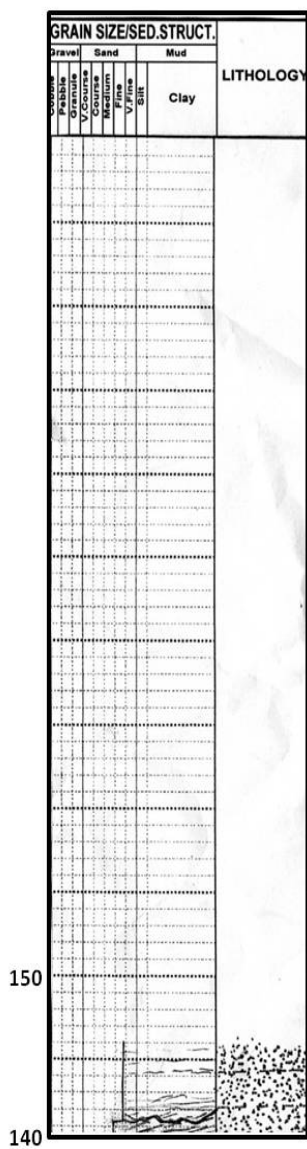 GRAIN SIZE/SED.STRUCT.
Gravel Sand Mud
LITHOLOGY
Cobble
Pebble
Granule
V.Course
Course
Medium
Fine
V.Fine
Silt
Clay
150
140